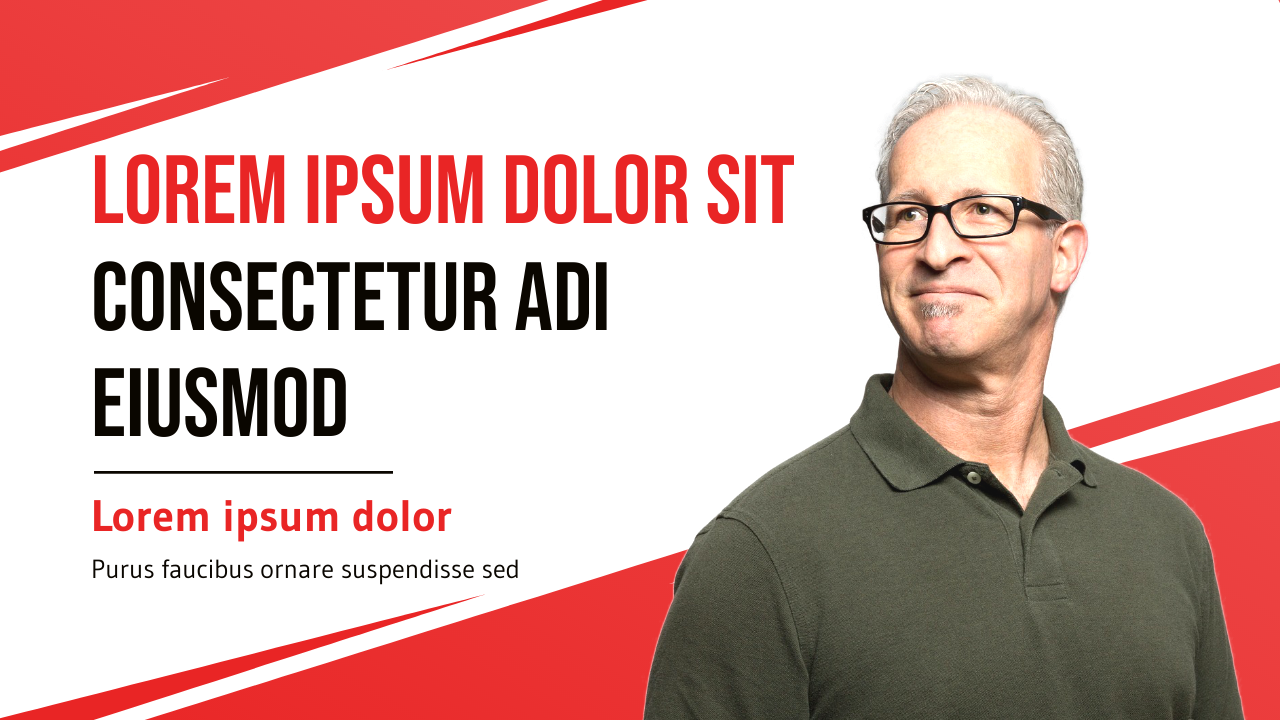 LOREM IPSUM DOLOR SIT
CONSECTETUR ADI
EIUSMOD
Lorem ipsum dolor
Purus faucibus ornare suspendisse sed